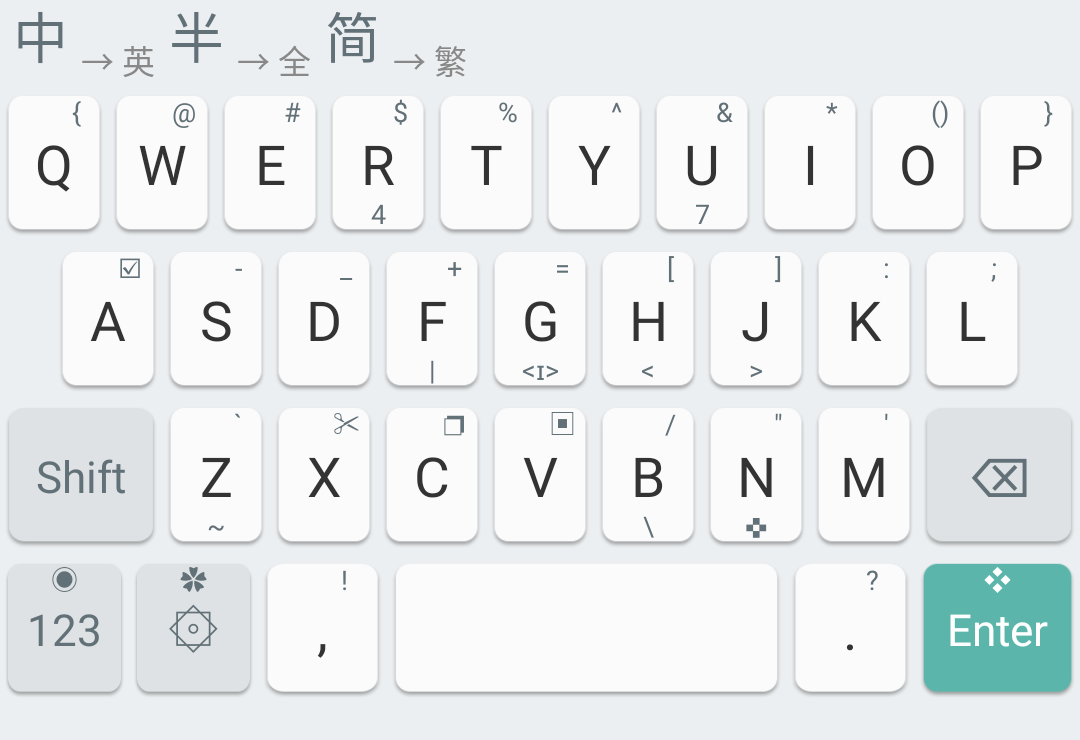 中 →英 半 →全 简 →繁
{ @ # $ % ^ & * () }
Q W E R T Y U I O P
4 7
☑ - _ + = [ ] : ;
A S D F G H J K L
| <I> < >
` / " '
Shift Z X C V B N M
~ \
! ?
123 , . Enter